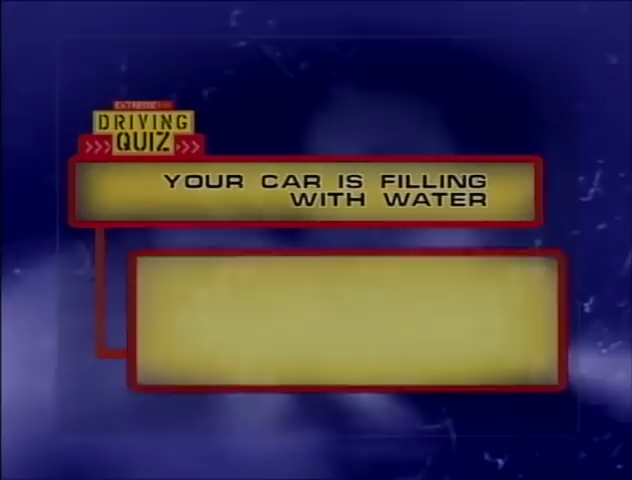 EXTREME
DRIVING
QUIZ
YOUR CAR IS FILLING
WITH WATER